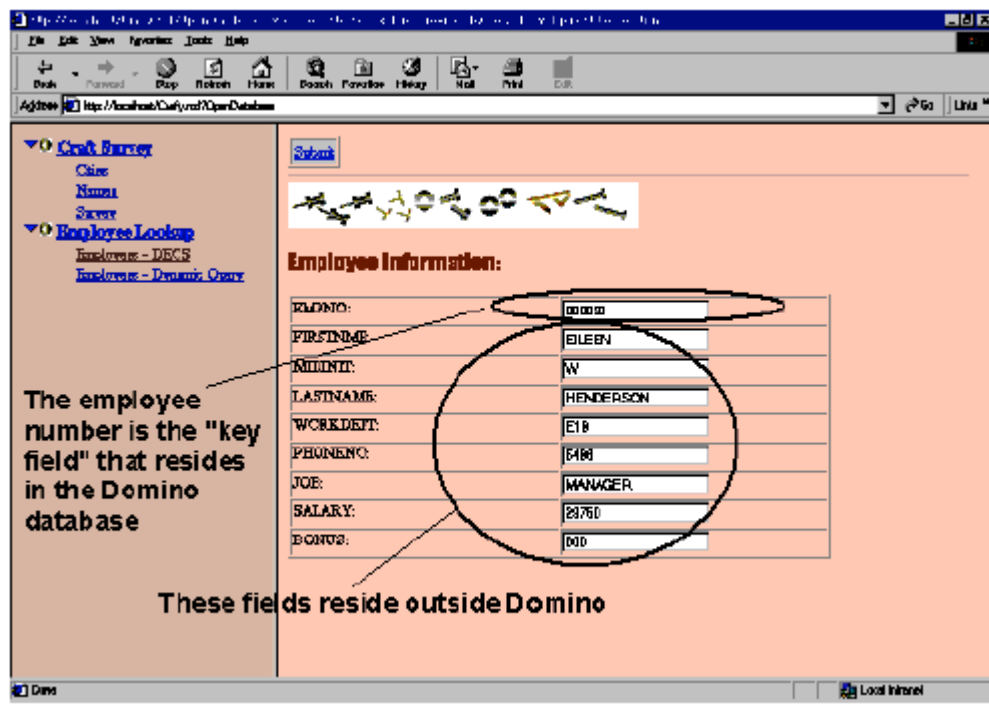 File Edit View Favorites Tools Help
Back Forward Stop Refresh Home Search Favorites History Mail Print Edit
Address Go Links
Craft Survey
Cities
Names
Survey
Employee Lookup
Employees - DECS
Employees - Dynamic Query
Submit
Employee Information:
EMPNO:
FIRSTNME: EILEEN
MIDINIT: W
LASTNAME: HENDERSON
WORKDEPT:
PHONENO:
JOB: MANAGER
SALARY: 29750
BONUS:
The employee
number is the "key
field" that resides
in the Domino
database
These fields reside outside Domino
Done Local intranet